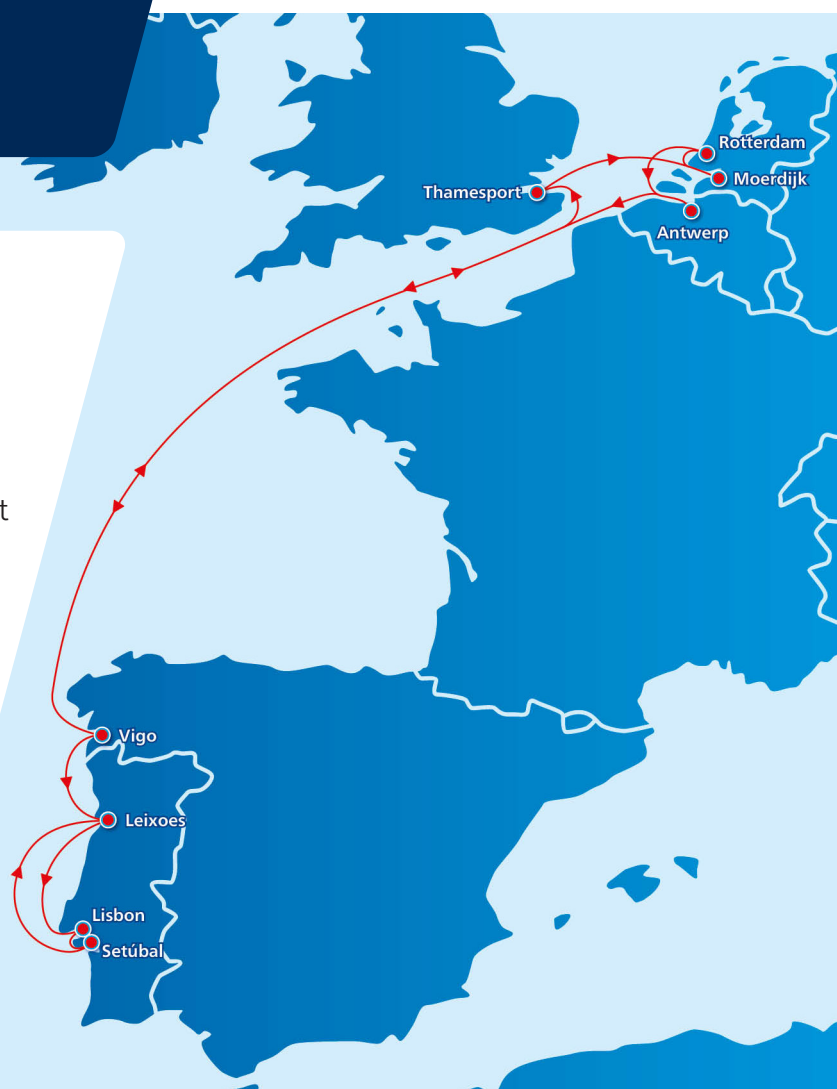 Rotterdam
Thamesport
Moerdijk
Antwerp
t
Vigo
Leixoes
Lisbon
Setúbal